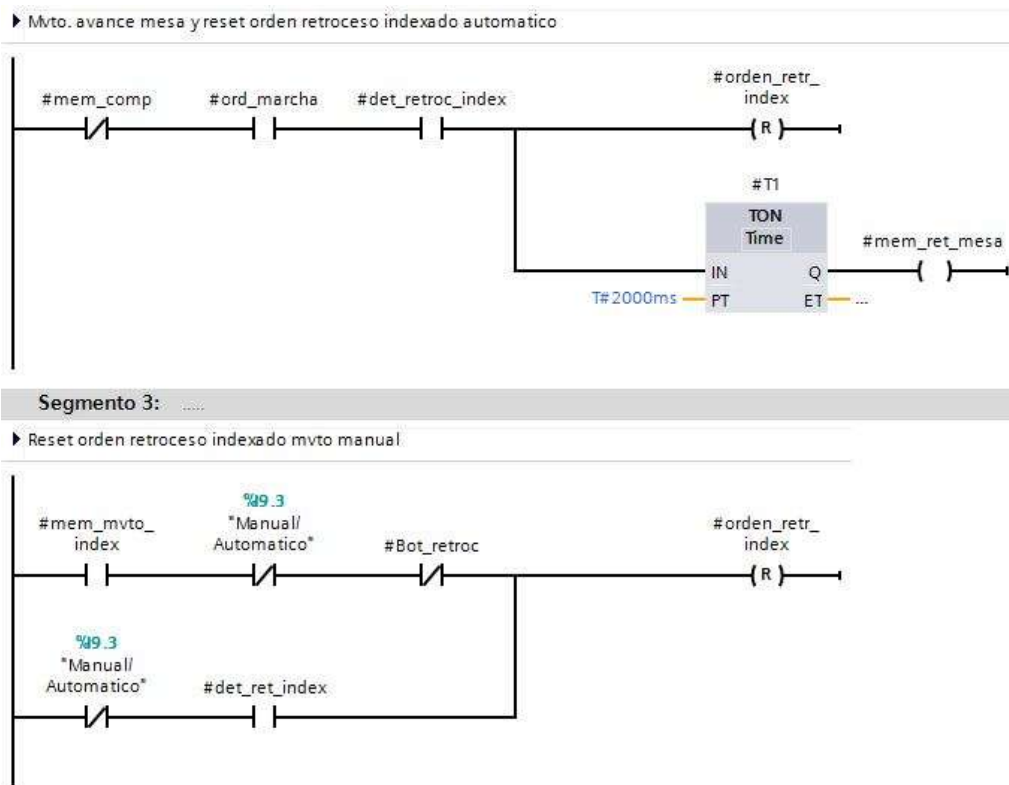 Mvto. avance mesa y reset orden retroceso indexado automatico
#orden_retr_
index
#mem_comp #ord_marcha #det_retroc_index
( R )
#T1
TON
Time
#mem_ret_mesa
IN Q
T#2000ms PT ET ...
Segmento 3: .....
Reset orden retroceso indexado mvto manual
%I9.3
#mem_mvto_ "Manual/ #orden_retr_
index Automatico" #Bot_retroc index
( R )
%I9.3
"Manual/
Automatico" #det_ret_index